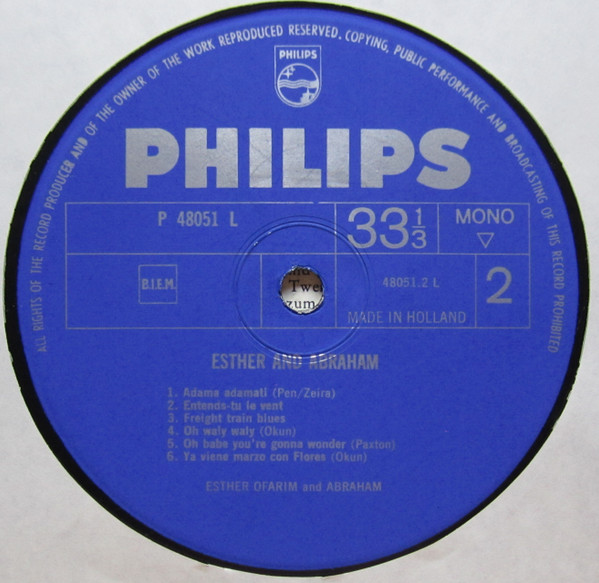 ALL RIGHTS OF THE RECORD PRODUCER AND OF THE OWNER OF THE WORK REPRODUCED RESERVED. COPYING, PUBLIC PERFORMANCE AND BROADCASTING OF THIS RECORD PROHIBITED
PHILIPS
PHILIPS
P 48051 L
33 1/3
MONO
B.I.E.M.
48051.2 L
2
MADE IN HOLLAND
zum
ESTHER AND ABRAHAM
1. Adama adamati (Pen/Zeira)
2. Entends-tu le vent
3. Freight train blues
4. Oh waly waly (Okun)
5. Oh babe you're gonna wonder (Paxton)
6. Ya viene marzo con Flores (Okun)
ESTHER OFARIM and ABRAHAM